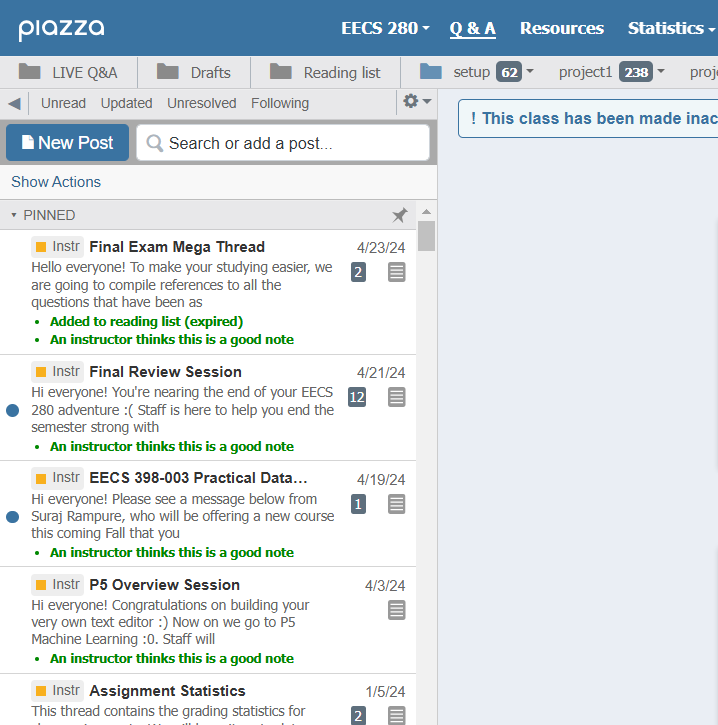 piazza
EECS 280 Q & A Resources Statistics
LIVE Q&A Drafts Reading list setup 62 project1 238 proj
Unread Updated Unresolved Following
New Post Search or add a post...
! This class has been made inac
Show Actions
PINNED
Instr Final Exam Mega Thread 4/23/24
Hello everyone! To make your studying easier, we 2
are going to compile references to all the
questions that have been as
• Added to reading list (expired)
• An instructor thinks this is a good note
Instr Final Review Session 4/21/24
Hi everyone! You're nearing the end of your EECS 12
280 adventure :( Staff is here to help you end the
semester strong with
• An instructor thinks this is a good note
Instr EECS 398-003 Practical Data... 4/19/24
Hi everyone! Please see a message below from 1
Suraj Rampure, who will be offering a new course
this coming Fall that you
• An instructor thinks this is a good note
Instr P5 Overview Session 4/3/24
Hi everyone! Congratulations on building your
very own text editor :) Now on we go to P5
Machine Learning :0. Staff will
• An instructor thinks this is a good note
Instr Assignment Statistics 1/5/24
This thread contains the grading statistics for 2